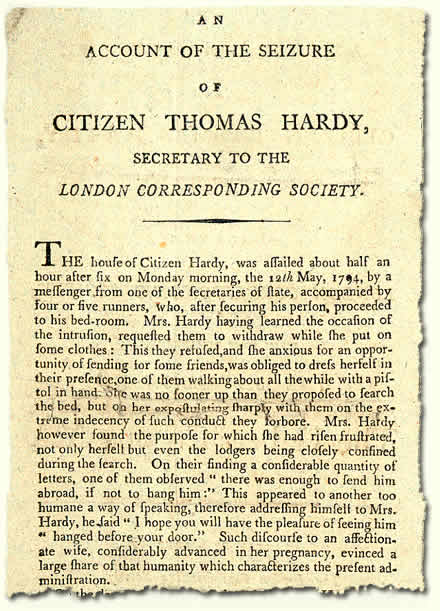 AN
ACCOUNT OF THE SEIZURE
OF
CITIZEN THOMAS HARDY,
SECRETARY TO THE
LONDON CORRESPONDING SOCIETY.
THE houſe of Citizen Hardy, was aſſailed about half an
hour after ſix on Monday morning, the 12th May, 1794, by a
meſſenger from one of the ſecretaries of ſtate, accompanied by
four or five runners, who, after ſecuring his perſon, proceeded
to his bed-room. Mrs. Hardy having learned the occaſion of
the intruſion, requeſted them to withdraw while ſhe put on
ſome clothes: This they refuſed, and ſhe anxious for an oppor-
tunity of ſending for ſome friends, was obliged to dreſs herſelf in
their preſence, one of them walking about all the while with a piſ-
tol in hand. She was no ſooner up than they propoſed to ſearch
the bed, but on her expoſtulating ſharply with them on the ex-
treme indecency of ſuch conduct they forbore. Mrs. Hardy
however found the purpoſe for which ſhe had riſen fruſtrated,
not only herſelf but even the lodgers being cloſely confined
during the ſearch. On their finding a conſiderable quantity of
letters, one of them obſerved " there was enough to ſend him
abroad, if not to hang him:" This appeared to another too
humane a way of ſpeaking, therefore addreſſing himſelf to Mrs.
Hardy, he ſaid " I hope you will have the pleaſure of ſeeing him
" hanged before your door." Such diſcourſe to an affection-
ate wife, conſiderably advanced in her pregnancy, evinced a
large ſhare of that humanity which characterizes the preſent ad-
miniſtration.